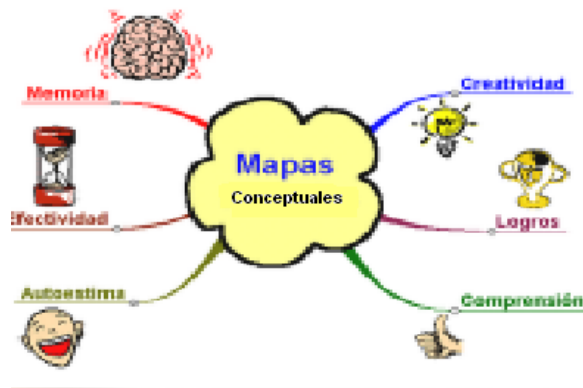 Memoria
Creatividad
Mapas
Conceptuales
Efectividad
Logros
Autoestima
Comprensión